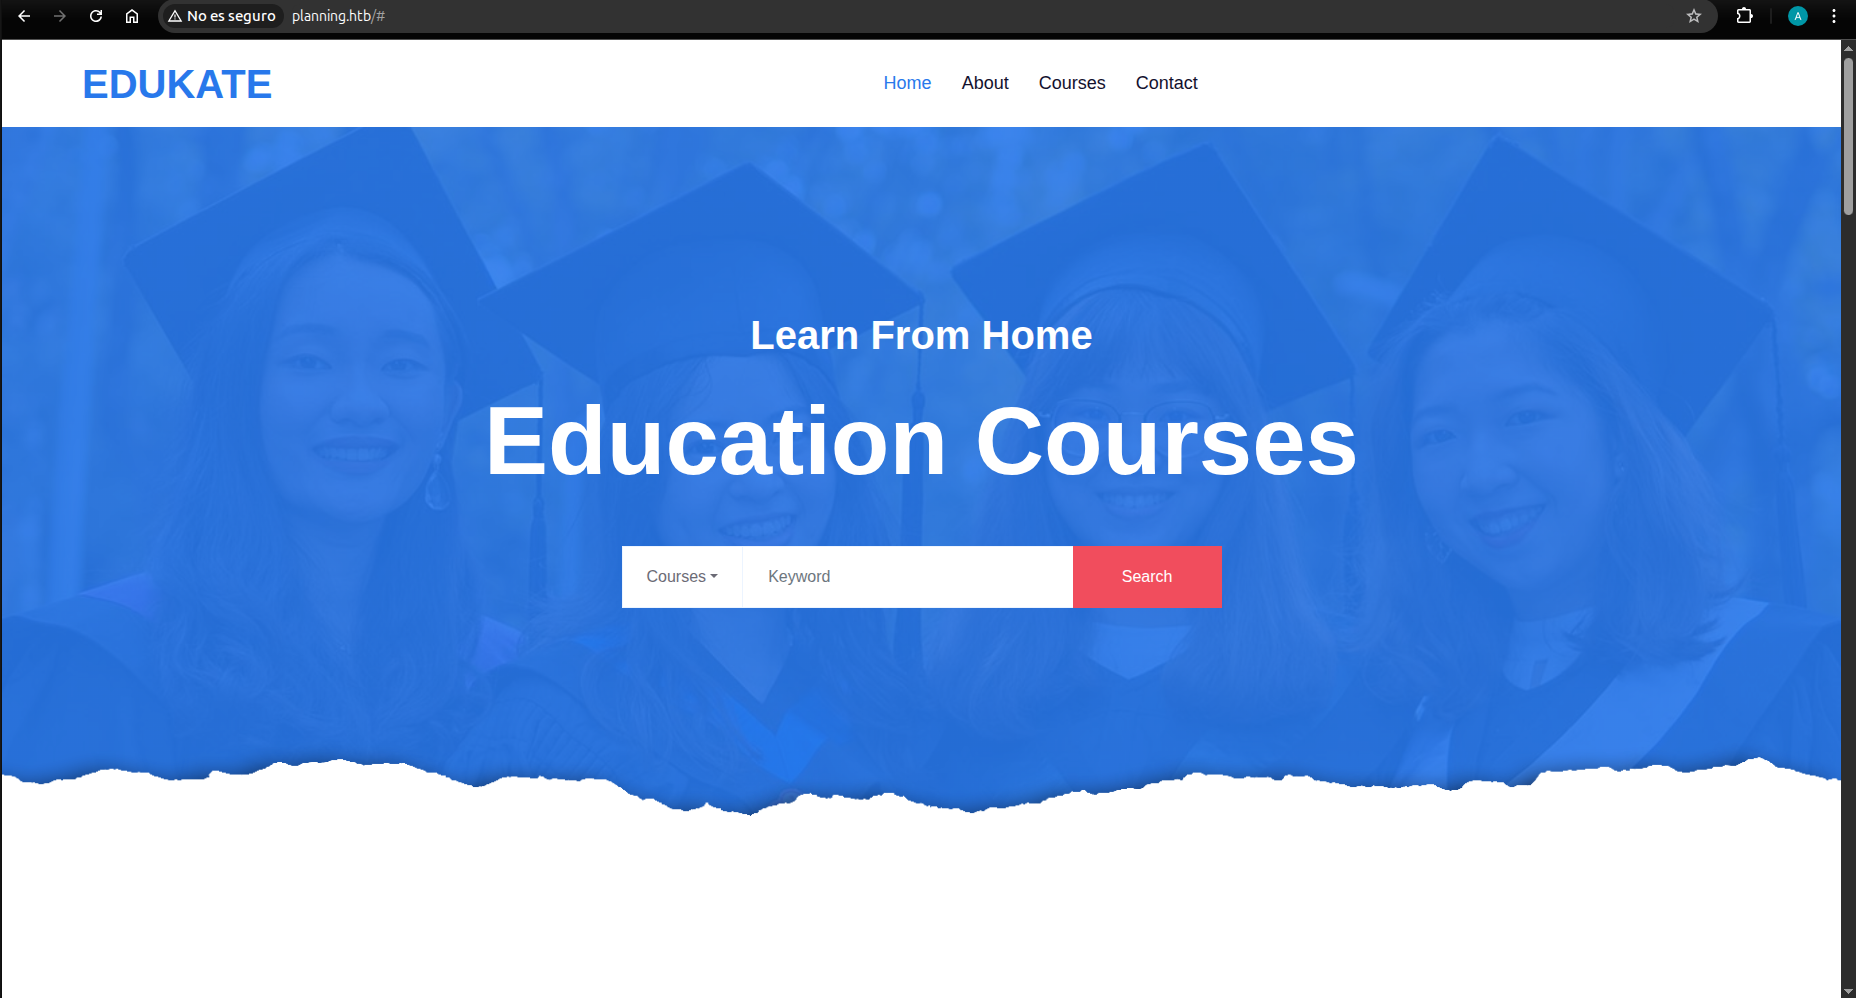 No es seguro planning.htb/#
A
EDUKATE
Home About Courses Contact
Learn From Home
Education Courses
Courses Keyword Search